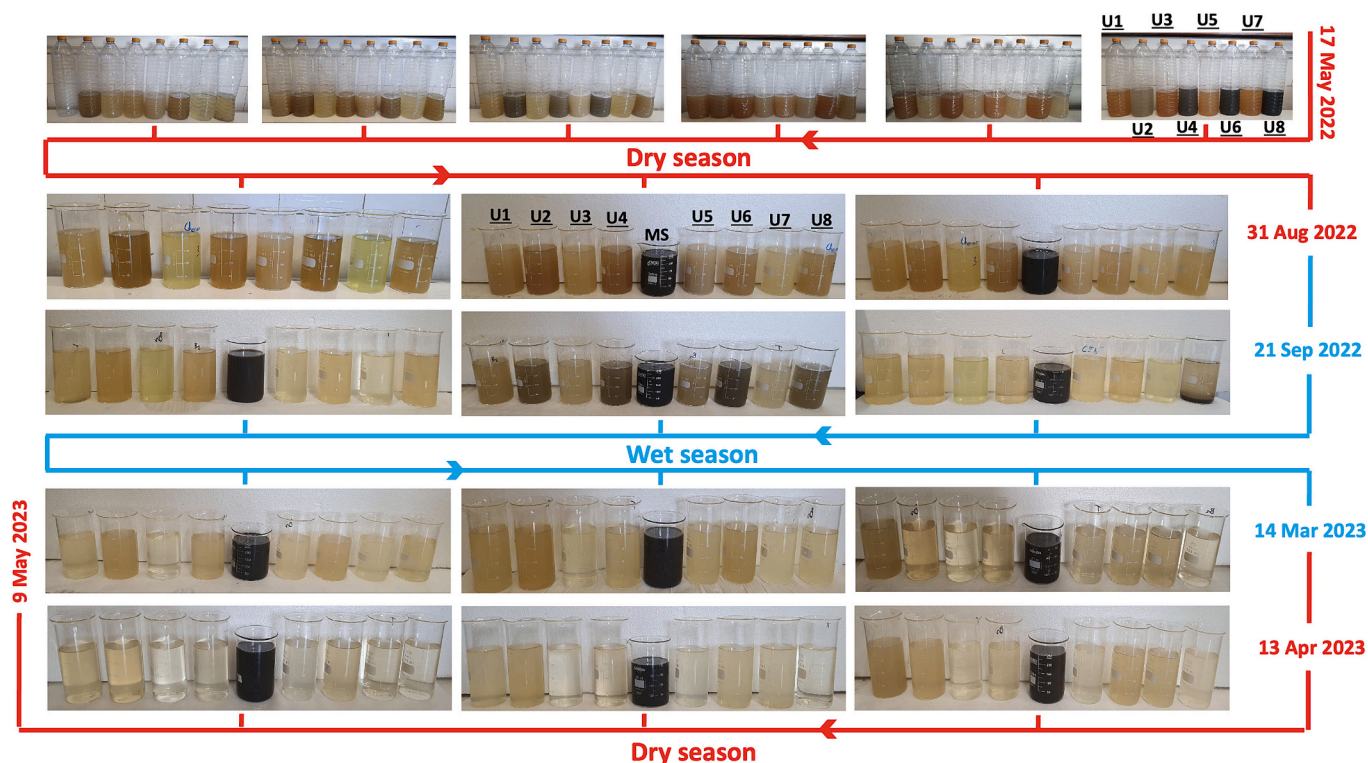 U1 U3 U5 U7
17 May 2022
U2 U4 U6 U8
Dry season
U1 U2 U3 U4 MS U5 U6 U7 U8
31 Aug 2022
21 Sep 2022
Wet season
9 May 2023
14 Mar 2023
13 Apr 2023
Dry season